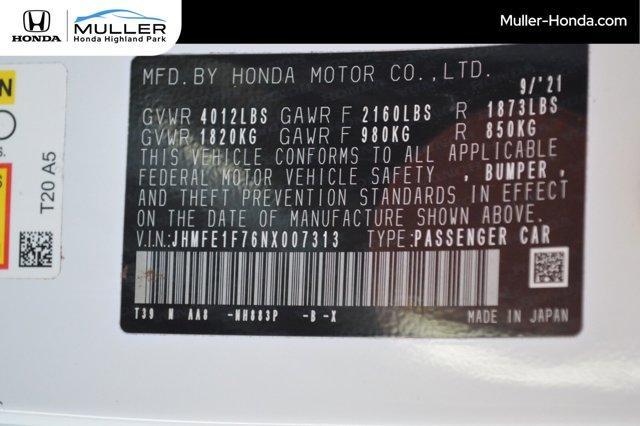 HONDA
MULLER
Honda Highland Park
Muller-Honda.com
T20 A5
MFD.BY HONDA MOTOR CO.,LTD. 9/'21
GVWR 4012LBS GAWR F 2160LBS R 1873LBS
GVWR 1820KG GAWR F 980KG R 850KG
THIS VEHICLE CONFORMS TO ALL APPLICABLE
FEDERAL MOTOR VEHICLE SAFETY , BUMPER ,
AND THEFT PREVENTION STANDARDS IN EFFECT
ON THE DATE OF MANUFACTURE SHOWN ABOVE.
V.I.N.:JHMFE1F76NX007313 TYPE:PASSENGER CAR
T39 N AA8 -NH883P -B -X
MADE IN JAPAN